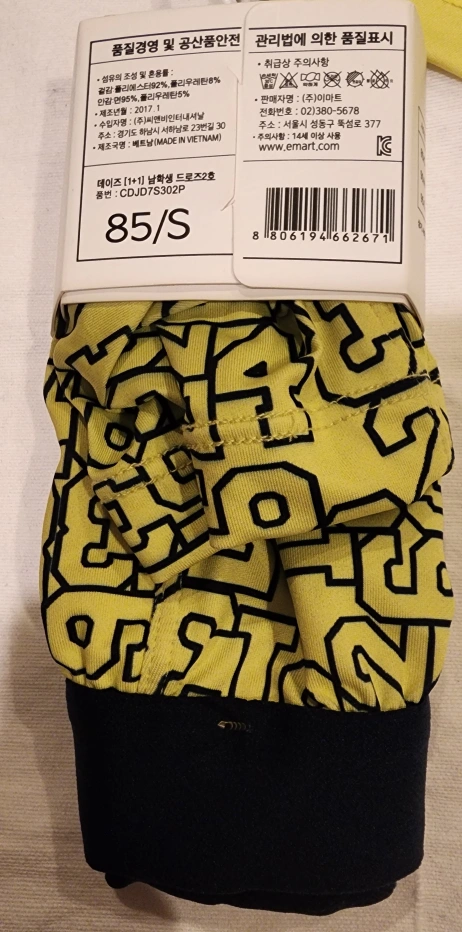 품질경영 및 공산품안전
관리법에 의한 품질표시
• 섬유의 조성 및 혼용률 :
겉감 폴리에스터92%, 폴리우레탄8%
안감 면95%, 폴리우레탄5%
• 제조년월 : 2017. 1
• 수입자명 : (주)씨앤비인터내셔날
주소 : 경기도 하남시 서하남로 23번길 30
• 제조국명 : 베트남(MADE IN VIETNAM)
데이즈 [1+1] 남학생 드로즈2호
품번 : CDJD7S302P
85/S
• 취급상 주의사항
• 판매자명 : (주)이마트
전화번호 : 02)380-5678
주소 : 서울시 성동구 뚝섬로 377
• 주의사항 : 14세 이상 사용
www.emart.com
8 806194 662671